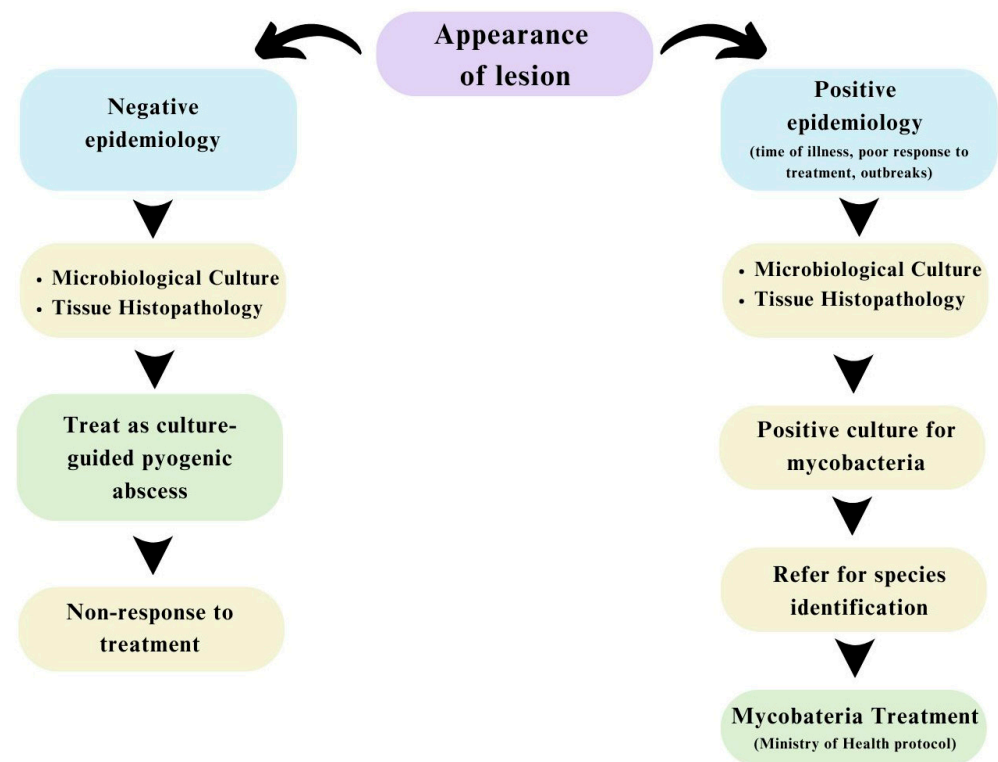 Appearance
of lesion
Negative
epidemiology
• Microbiological Culture
• Tissue Histopathology
Treat as culture-
guided pyogenic
abscess
Non-response to
treatment
Positive
epidemiology
(time of illness, poor response to
treatment, outbreaks)
• Microbiological Culture
• Tissue Histopathology
Positive culture for
mycobacteria
Refer for species
identification
Mycobateria Treatment
(Ministry of Health protocol)